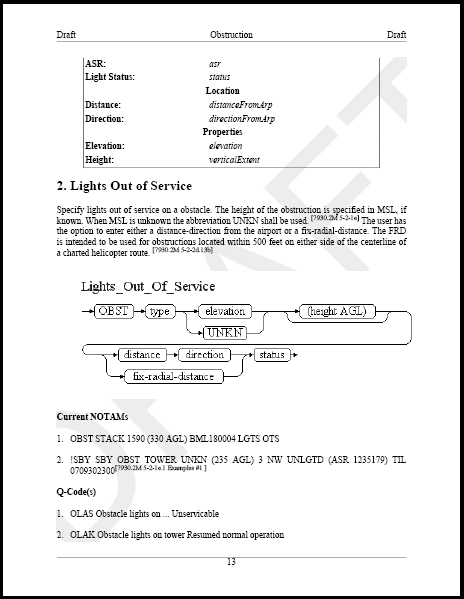 Draft Obstruction Draft
ASR: asr
Light Status: status
Location
Distance: distanceFromArp
Direction: directionFromArp
Properties
Elevation: elevation
Height: verticalExtent
2. Lights Out of Service
Specify lights out of service on a obstacle. The height of the obstruction is specified in MSL, if
known. When MSL is unknown the abbreviation UNKN shall be used. [7930.2M 5-2-1e] The user has
the option to enter either a distance-direction from the airport or a fix-radial-distance. The FRD
is intended to be used for obstructions located within 500 feet on either side of the centerline of
a charted helicopter route. [7930.2M 5-2-2d.13b]
Lights_Out_Of_Service
OBST type elevation (height AGL)
UNKN
distance direction status
fix-radial-distance
Current NOTAMs
1. OBST STACK 1590 (330 AGL) BML180004 LGTS OTS
2. !SBY SBY OBST TOWER UNKN (235 AGL) 3 NW UNLGTD (ASR 1235179) TIL
0709302300[7930.2M 5-2-1e.1 Examples #1 ]
Q-Code(s)
1. OLAS Obstacle lights on ... Unservicable
2. OLAK Obstacle lights on tower Resumed normal operation
13
DRAFT